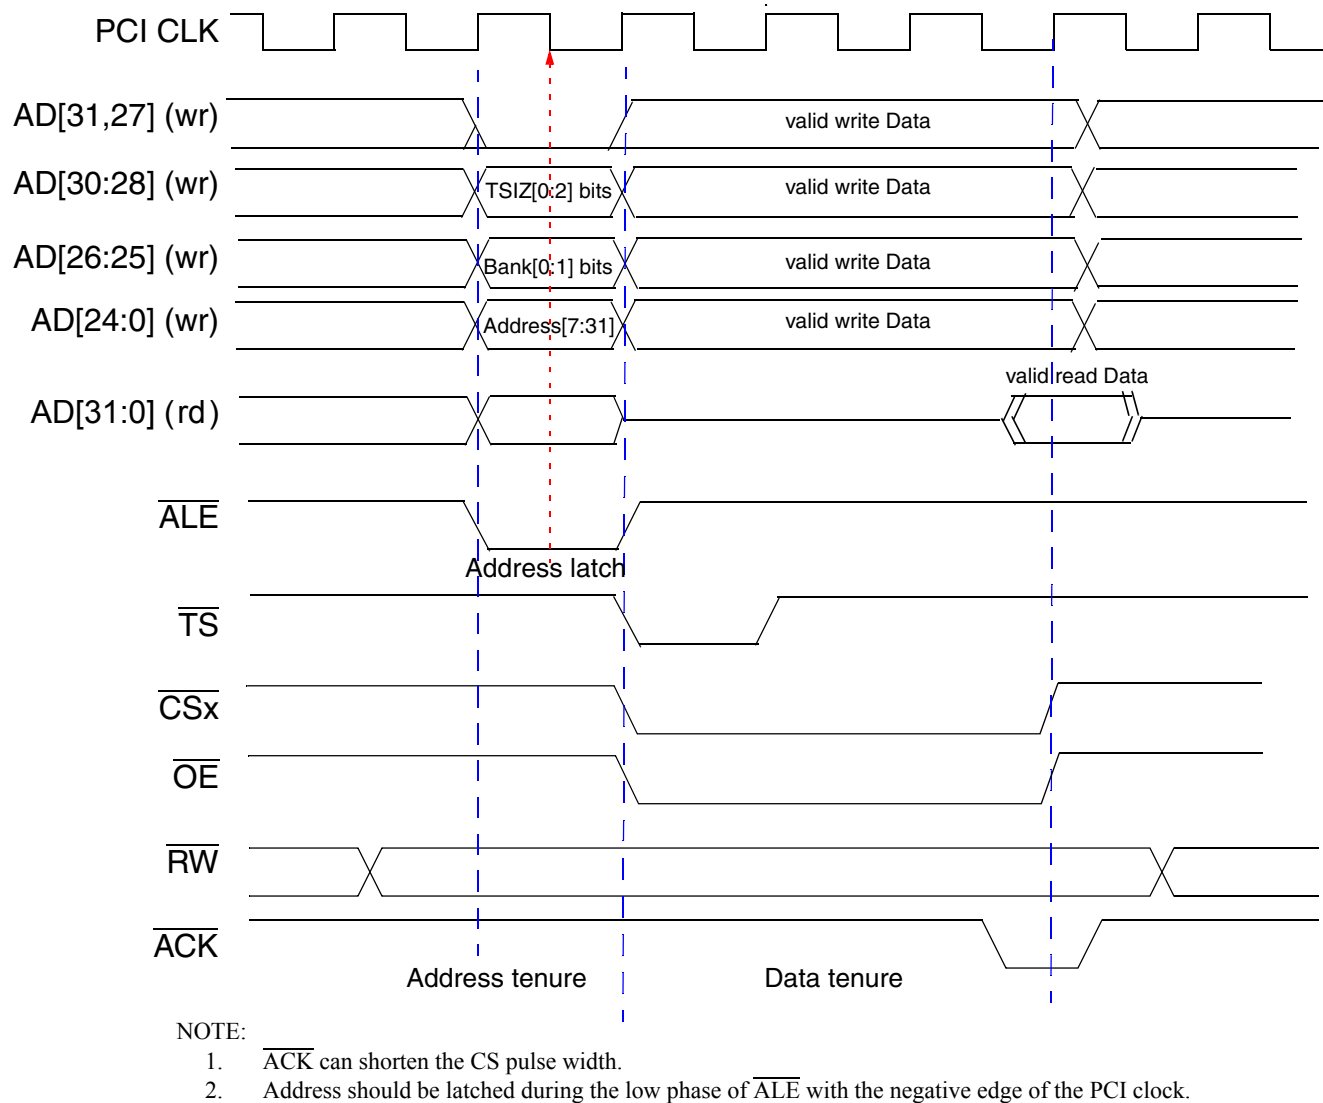 PCI CLK
AD[31,27] (wr)
valid write Data
AD[30:28] (wr)
TSIZ[0:2] bits
valid write Data
AD[26:25] (wr)
Bank[0:1] bits
valid write Data
AD[24:0] (wr)
Address[7:31]
valid write Data
valid read Data
AD[31:0] (rd)
ALE
Address latch
TS
CSx
OE
RW
ACK
Address tenure
Data tenure
NOTE:
1. ACK can shorten the CS pulse width.
2. Address should be latched during the low phase of ALE with the negative edge of the PCI clock.